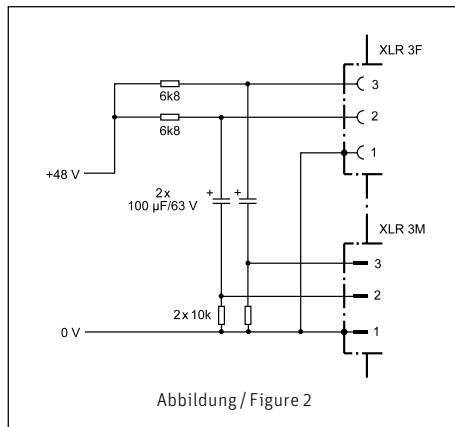 XLR 3F
3
6k8
2
6k8
1
+48 V
2x
100 µF/63 V
+ +
XLR 3M
3
2
2 x 10k
1
0 V
Abbildung / Figure 2